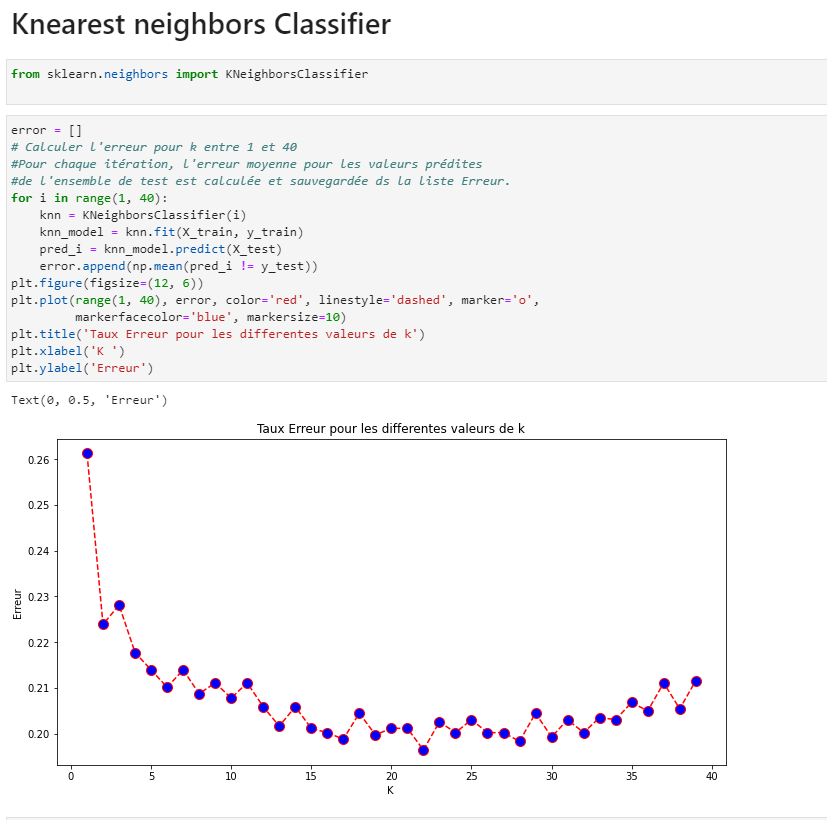 Knearest neighbors Classifier
from sklearn.neighbors import KNeighborsClassifier
error = []
# Calculer l'erreur pour k entre 1 et 40
#Pour chaque itération, l'erreur moyenne pour les valeurs prédites
#de l'ensemble de test est calculée et sauvegardée ds la liste Erreur.
for i in range(1, 40):
    knn = KNeighborsClassifier(i)
    knn_model = knn.fit(X_train, y_train)
    pred_i = knn_model.predict(X_test)
    error.append(np.mean(pred_i != y_test))
plt.figure(figsize=(12, 6))
plt.plot(range(1, 40), error, color='red', linestyle='dashed', marker='o',
         markerfacecolor='blue', markersize=10)
plt.title('Taux Erreur pour les differentes valeurs de k')
plt.xlabel('K ')
plt.ylabel('Erreur')
Text(0, 0.5, 'Erreur')
Taux Erreur pour les differentes valeurs de k
0.26
0.25
0.24
0.23
0.22
0.21
0.20
Erreur
0 5 10 15 20 25 30 35 40
K